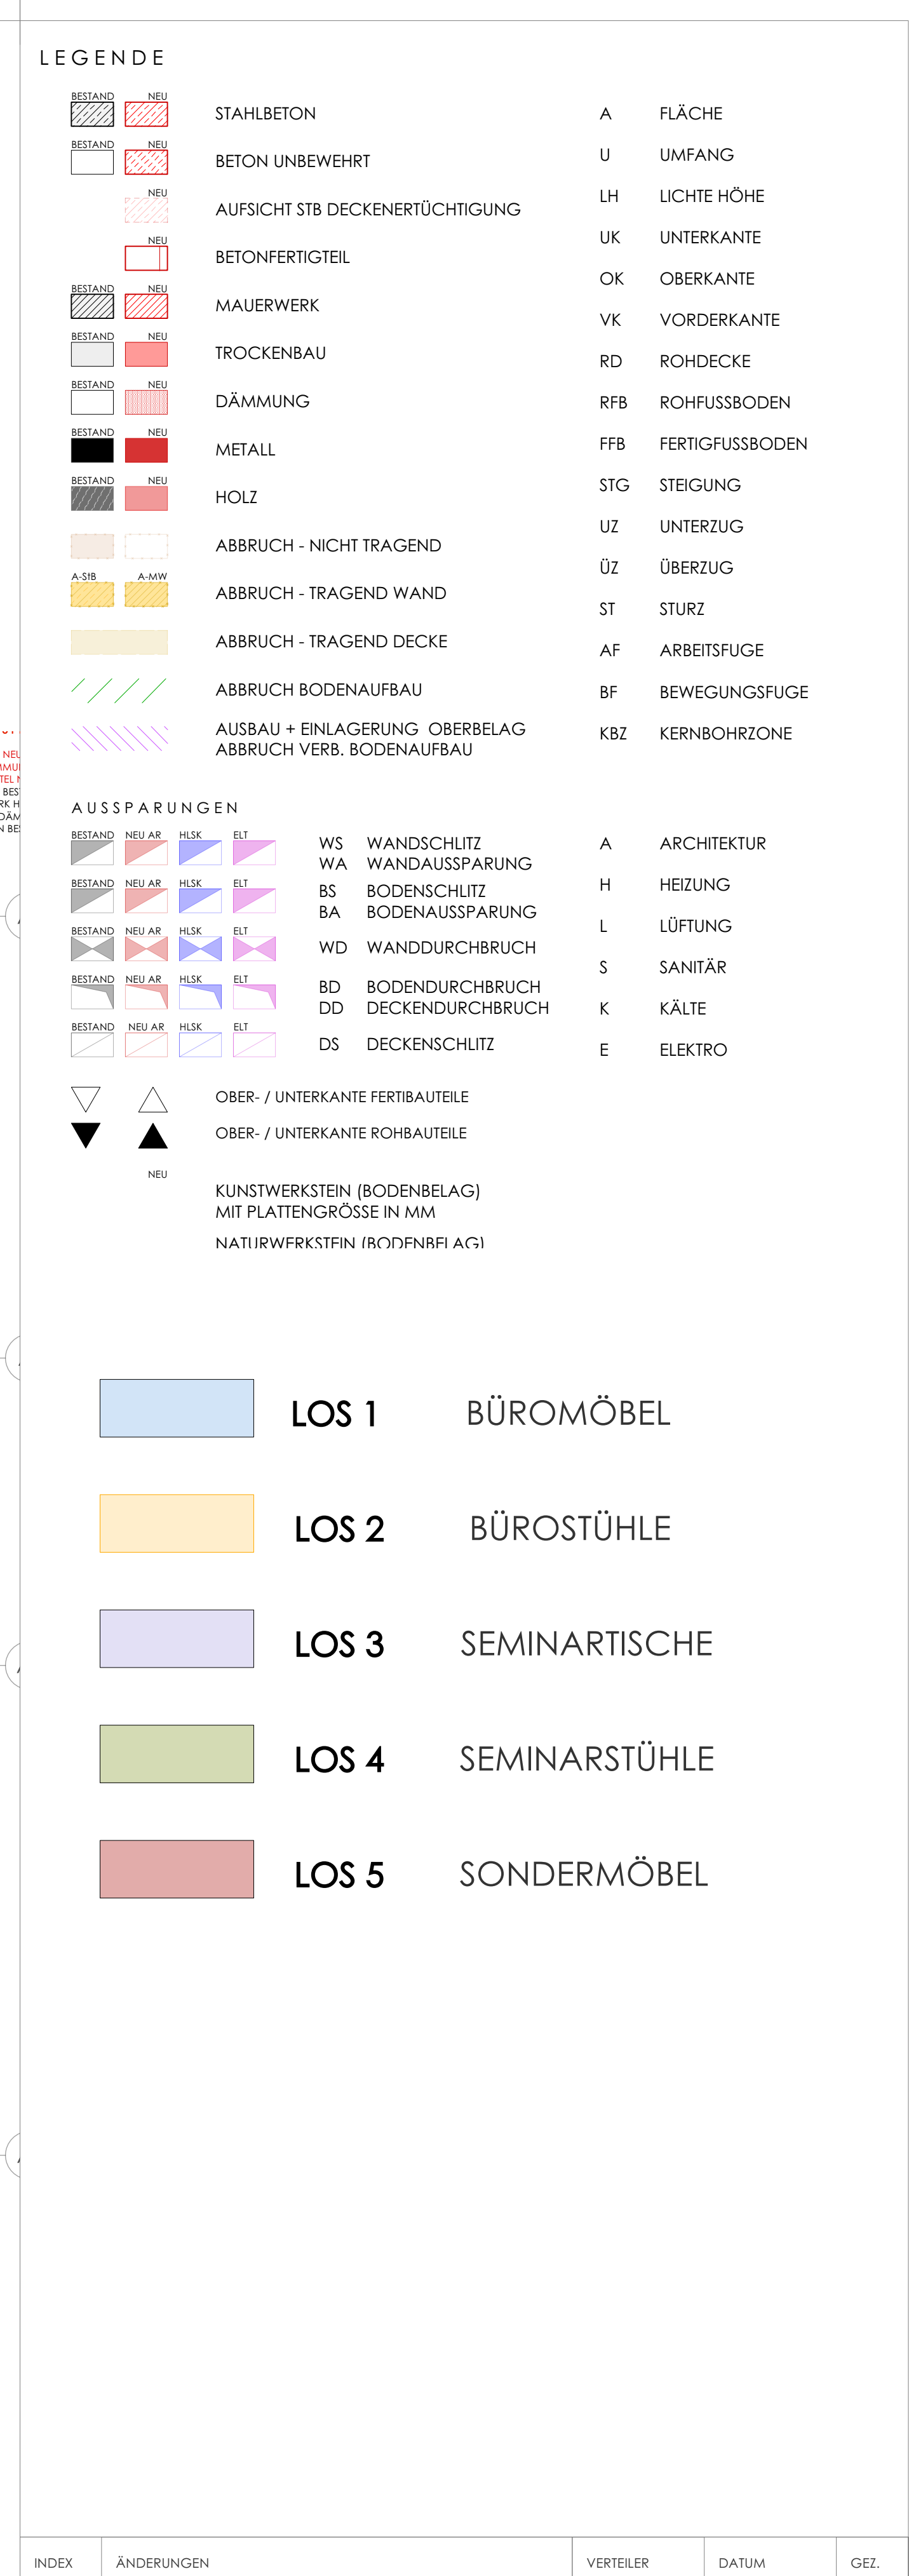 LEGENDE
BESTAND NEU STAHLBETON
BESTAND NEU BETON UNBEWEHRT
NEU AUFSICHT STB DECKENERTÜCHTIGUNG
NEU BETONFERTIGTEIL
BESTAND NEU MAUERWERK
BESTAND NEU TROCKENBAU
BESTAND NEU DÄMMUNG
BESTAND NEU METALL
BESTAND NEU HOLZ
ABBRUCH - NICHT TRAGEND
A-StB A-MW ABBRUCH - TRAGEND WAND
ABBRUCH - TRAGEND DECKE
ABBRUCH BODENAUFBAU
AUSBAU + EINLAGERUNG OBERBELAG
ABBRUCH VERB. BODENAUFBAU
A FLÄCHE
U UMFANG
LH LICHTE HÖHE
UK UNTERKANTE
OK OBERKANTE
VK VORDERKANTE
RD ROHDECKE
RFB ROHFUSSBODEN
FFB FERTIGFUSSBODEN
STG STEIGUNG
UZ UNTERZUG
ÜZ ÜBERZUG
ST STURZ
AF ARBEITSFUGE
BF BEWEGUNGSFUGE
KBZ KERNBOHRZONE
NEU
BES
AUSSPARUNGEN
BESTAND NEU AR HLSK ELT
WS WANDSCHLITZ
WA WANDAUSSPARUNG
BESTAND NEU AR HLSK ELT
BS BODENSCHLITZ
BA BODENAUSSPARUNG
BESTAND NEU AR HLSK ELT
WD WANDDURCHBRUCH
BESTAND NEU AR HLSK ELT
BD BODENDURCHBRUCH
DD DECKENDURCHBRUCH
BESTAND NEU AR HLSK ELT
DS DECKENSCHLITZ
A ARCHITEKTUR
H HEIZUNG
L LÜFTUNG
S SANITÄR
K KÄLTE
E ELEKTRO
OBER- / UNTERKANTE FERTIBAUTEILE
OBER- / UNTERKANTE ROHBAUTEILE
NEU
KUNSTWERKSTEIN (BODENBELAG)
MIT PLATTENGRÖSSE IN MM
NATURWERKSTEIN (BODENBELAG)
LOS 1 BÜROMÖBEL
LOS 2 BÜROSTÜHLE
LOS 3 SEMINARTISCHE
LOS 4 SEMINARSTÜHLE
LOS 5 SONDERMÖBEL
INDEX ÄNDERUNGEN VERTEILER DATUM GEZ.